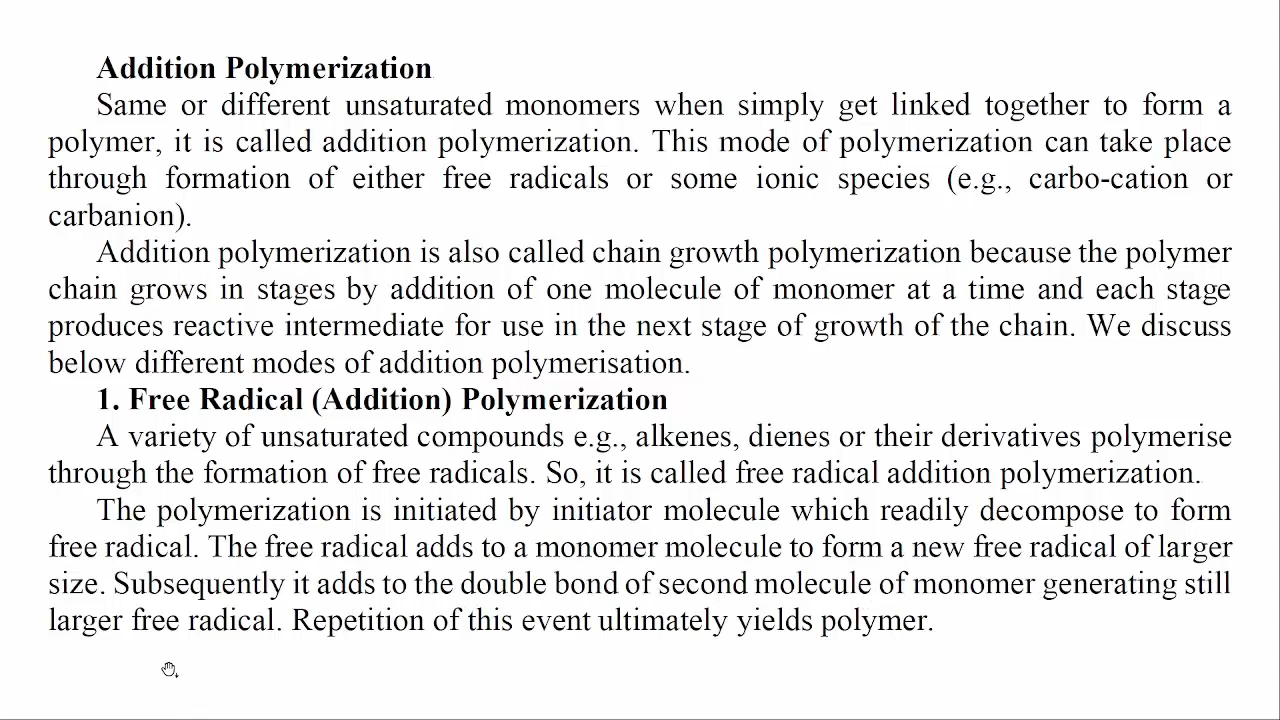 Addition Polymerization
Same or different unsaturated monomers when simply get linked together to form a
polymer, it is called addition polymerization. This mode of polymerization can take place
through formation of either free radicals or some ionic species (e.g., carbo-cation or
carbanion).
Addition polymerization is also called chain growth polymerization because the polymer
chain grows in stages by addition of one molecule of monomer at a time and each stage
produces reactive intermediate for use in the next stage of growth of the chain. We discuss
below different modes of addition polymerisation.
1. Free Radical (Addition) Polymerization
A variety of unsaturated compounds e.g., alkenes, dienes or their derivatives polymerise
through the formation of free radicals. So, it is called free radical addition polymerization.
The polymerization is initiated by initiator molecule which readily decompose to form
free radical. The free radical adds to a monomer molecule to form a new free radical of larger
size. Subsequently it adds to the double bond of second molecule of monomer generating still
larger free radical. Repetition of this event ultimately yields polymer.